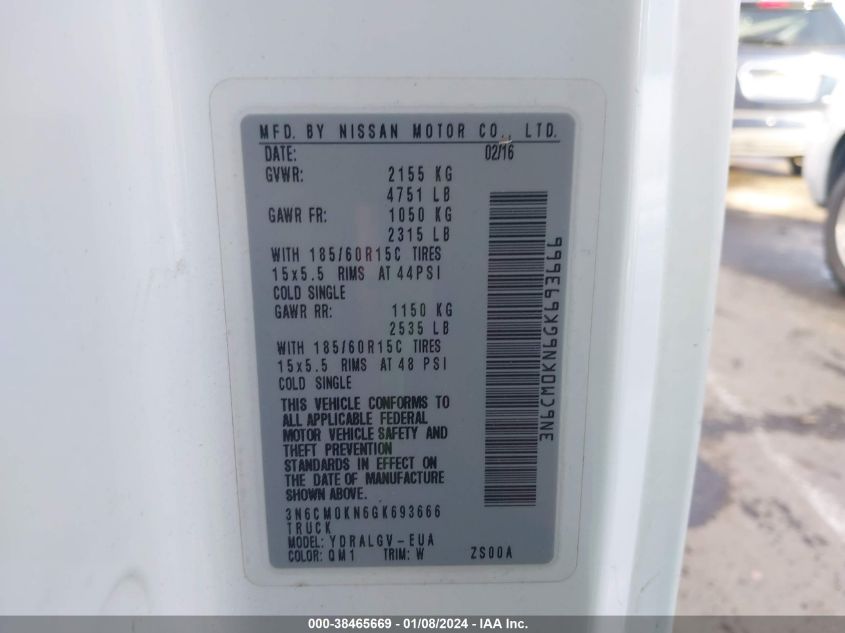 MFD. BY NISSAN MOTOR CO., LTD.
DATE: 02/16
GVWR: 2155 KG
4751 LB
GAWR FR: 1050 KG
2315 LB
WITH 185/60R15C TIRES
15x5.5 RIMS AT 44PSI
COLD SINGLE
GAWR RR: 1150 KG
2535 LB
WITH 185/60R15C TIRES
15x5.5 RIMS AT 48 PSI
COLD SINGLE
THIS VEHICLE CONFORMS TO
ALL APPLICABLE FEDERAL
MOTOR VEHICLE SAFETY AND
THEFT PREVENTION
STANDARDS IN EFFECT ON
THE DATE OF MANUFACTURE
SHOWN ABOVE.
3N6CM0KN6GK693666
TRUCK
MODEL: YDRALGV-EUA
COLOR: QM1 TRIM: W ZS00A
3N6CM0KN6GK693666
000-38465669 - 01/08/2024 - IAA Inc.